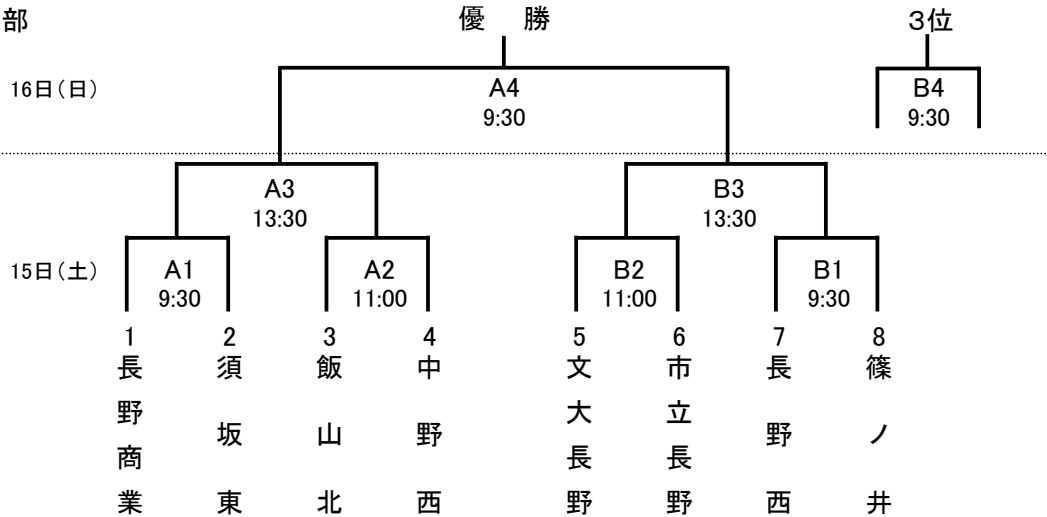 部
優　勝
３位
16日（日）
A4
9:30
B4
9:30
A3
13:30
B3
13:30
15日（土）
A1
9:30
A2
11:00
B2
11:00
B1
9:30
1
2
3
4
5
6
7
8
長野商業
須坂東
飯山北
中野西
文大長野
市立長野
長野西
篠ノ井